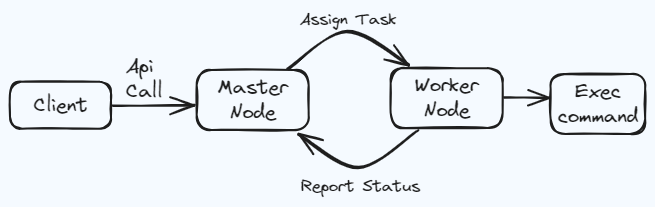 Assign Task
Api
Call
Client
Master
Node
Worker
Node
Exec
command
Report Status